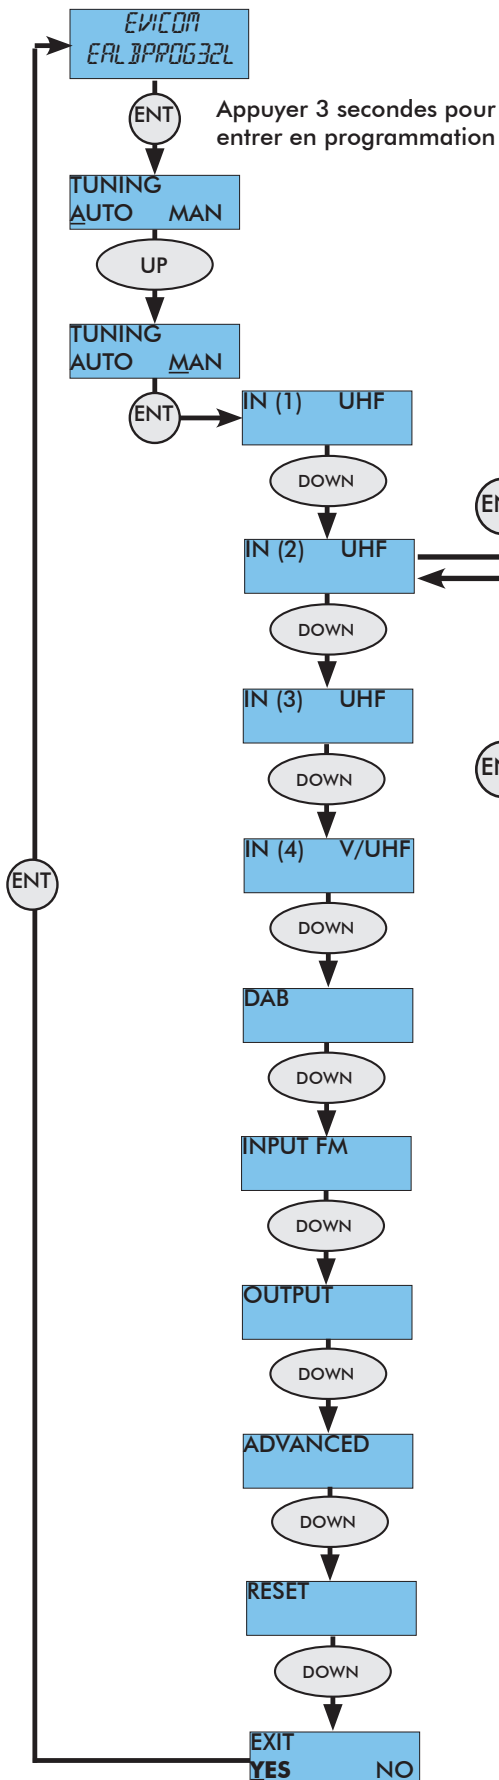 EVICOM
EALBPROG32L
ENT
Appuyer 3 secondes pour
entrer en programmation
TUNING
AUTO MAN
UP
TUNING
AUTO MAN
ENT
IN (1) UHF
DOWN
IN (2) UHF
DOWN
IN (3) UHF
DOWN
IN (4) V/UHF
ENT
DOWN
DAB
DOWN
INPUT FM
DOWN
OUTPUT
DOWN
ADVANCED
DOWN
RESET
DOWN
EXIT
YES NO